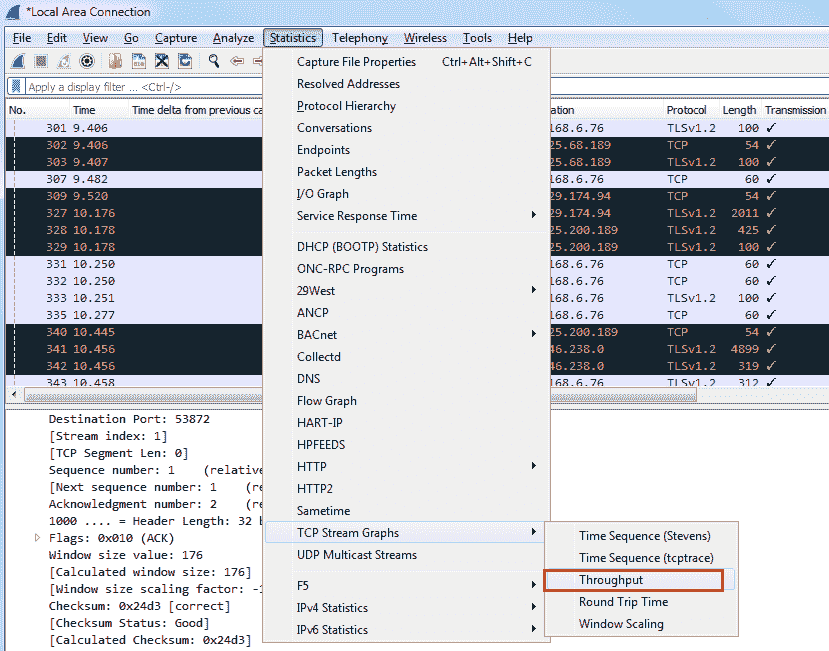 *Local Area Connection
File Edit View Go Capture Analyze Statistics Telephony Wireless Tools Help
Apply a display filter ... <Ctrl-/>
No. Time Time delta from previous ca ation Protocol Length Transmission
301 9.406 168.6.76 TLSv1.2 100 ✓
302 9.406 25.68.189 TCP 54 ✓
303 9.407 25.68.189 TLSv1.2 100 ✓
307 9.482 168.6.76 TCP 60 ✓
309 9.520 29.174.94 TCP 54 ✓
327 10.176 29.174.94 TLSv1.2 2011 ✓
328 10.178 25.200.189 TLSv1.2 425 ✓
329 10.178 25.200.189 TLSv1.2 100 ✓
331 10.250 168.6.76 TCP 60 ✓
332 10.250 168.6.76 TCP 60 ✓
333 10.251 168.6.76 TLSv1.2 100 ✓
335 10.277 168.6.76 TCP 60 ✓
340 10.445 25.200.189 TCP 54 ✓
341 10.456 46.238.0 TLSv1.2 4899 ✓
342 10.456 46.238.0 TLSv1.2 319 ✓
343 10.458 168.6.76 TLSv1.2 312 ✓
Capture File Properties Ctrl+Alt+Shift+C
Resolved Addresses
Protocol Hierarchy
Conversations
Endpoints
Packet Lengths
I/O Graph
Service Response Time
DHCP (BOOTP) Statistics
ONC-RPC Programs
29West
ANCP
BACnet
Collectd
DNS
Flow Graph
HART-IP
HPFEEDS
HTTP
HTTP2
Sametime
TCP Stream Graphs
UDP Multicast Streams
F5
IPv4 Statistics
IPv6 Statistics
Time Sequence (Stevens)
Time Sequence (tcptrace)
Throughput
Round Trip Time
Window Scaling
Destination Port: 53872
[Stream index: 1]
[TCP Segment Len: 0]
Sequence number: 1 (relative
[Next sequence number: 1 (re
Acknowledgment number: 2 (re
1000 .... = Header Length: 32 b
Flags: 0x010 (ACK)
Window size value: 176
[Calculated window size: 176]
[Window size scaling factor: -1
Checksum: 0x24d3 [correct]
[Checksum Status: Good]
[Calculated Checksum: 0x24d3]